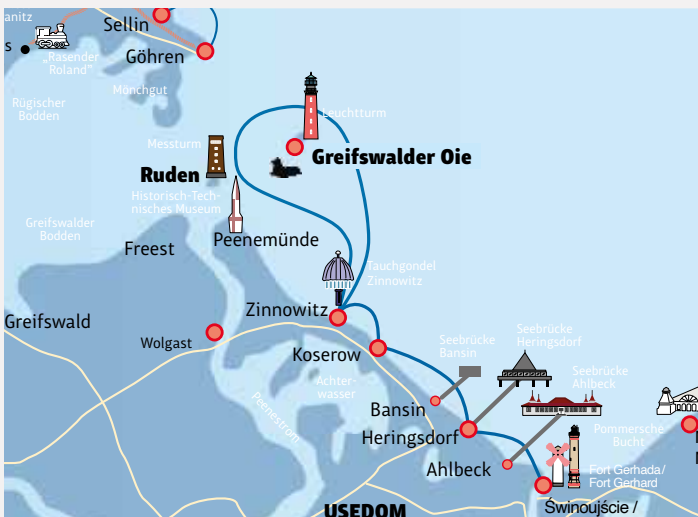 anitz
Sellin
s
„Rasender
Roland"
Göhren
Mönchgut
Rügischer
Bodden
Leuchtturm
Messturm
Greifswalder Oie
Ruden
Historisch-Tech-
nisches Museum
Greifswalder
Bodden
Freest
Peenemünde
Tauchgondel
Zinnowitz
Zinnowitz
Greifswald
Wolgast
Koserow
Seebrücke
Bansin
Seebrücke
Heringsdorf
Seebrücke
Ahlbeck
Achter-
wasser
Peenestrom
Bansin
Heringsdorf
Pommersche
Bucht
Ahlbeck
Fort Gerhada/
Fort Gerhard
USEDOM
Świnoujście /